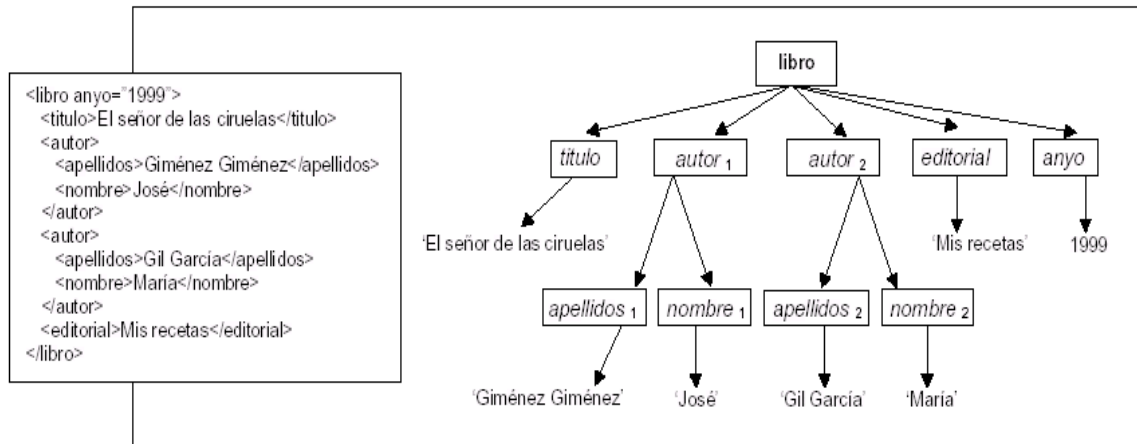 <libro anyo="1999">
<titulo>El señor de las ciruelas</titulo>
<autor>
<apellidos>Giménez Giménez</apellidos>
<nombre>José</nombre>
</autor>
<autor>
<apellidos>Gil García</apellidos>
<nombre>María</nombre>
</autor>
<editorial>Mis recetas</editorial>
</libro>
libro
título autor 1 autor 2 editorial anyo
'El señor de las ciruelas' 'Mis recetas' 1999
apellidos 1 nombre 1 apellidos 2 nombre 2
'Giménez Giménez' 'José' 'Gil García' 'María'